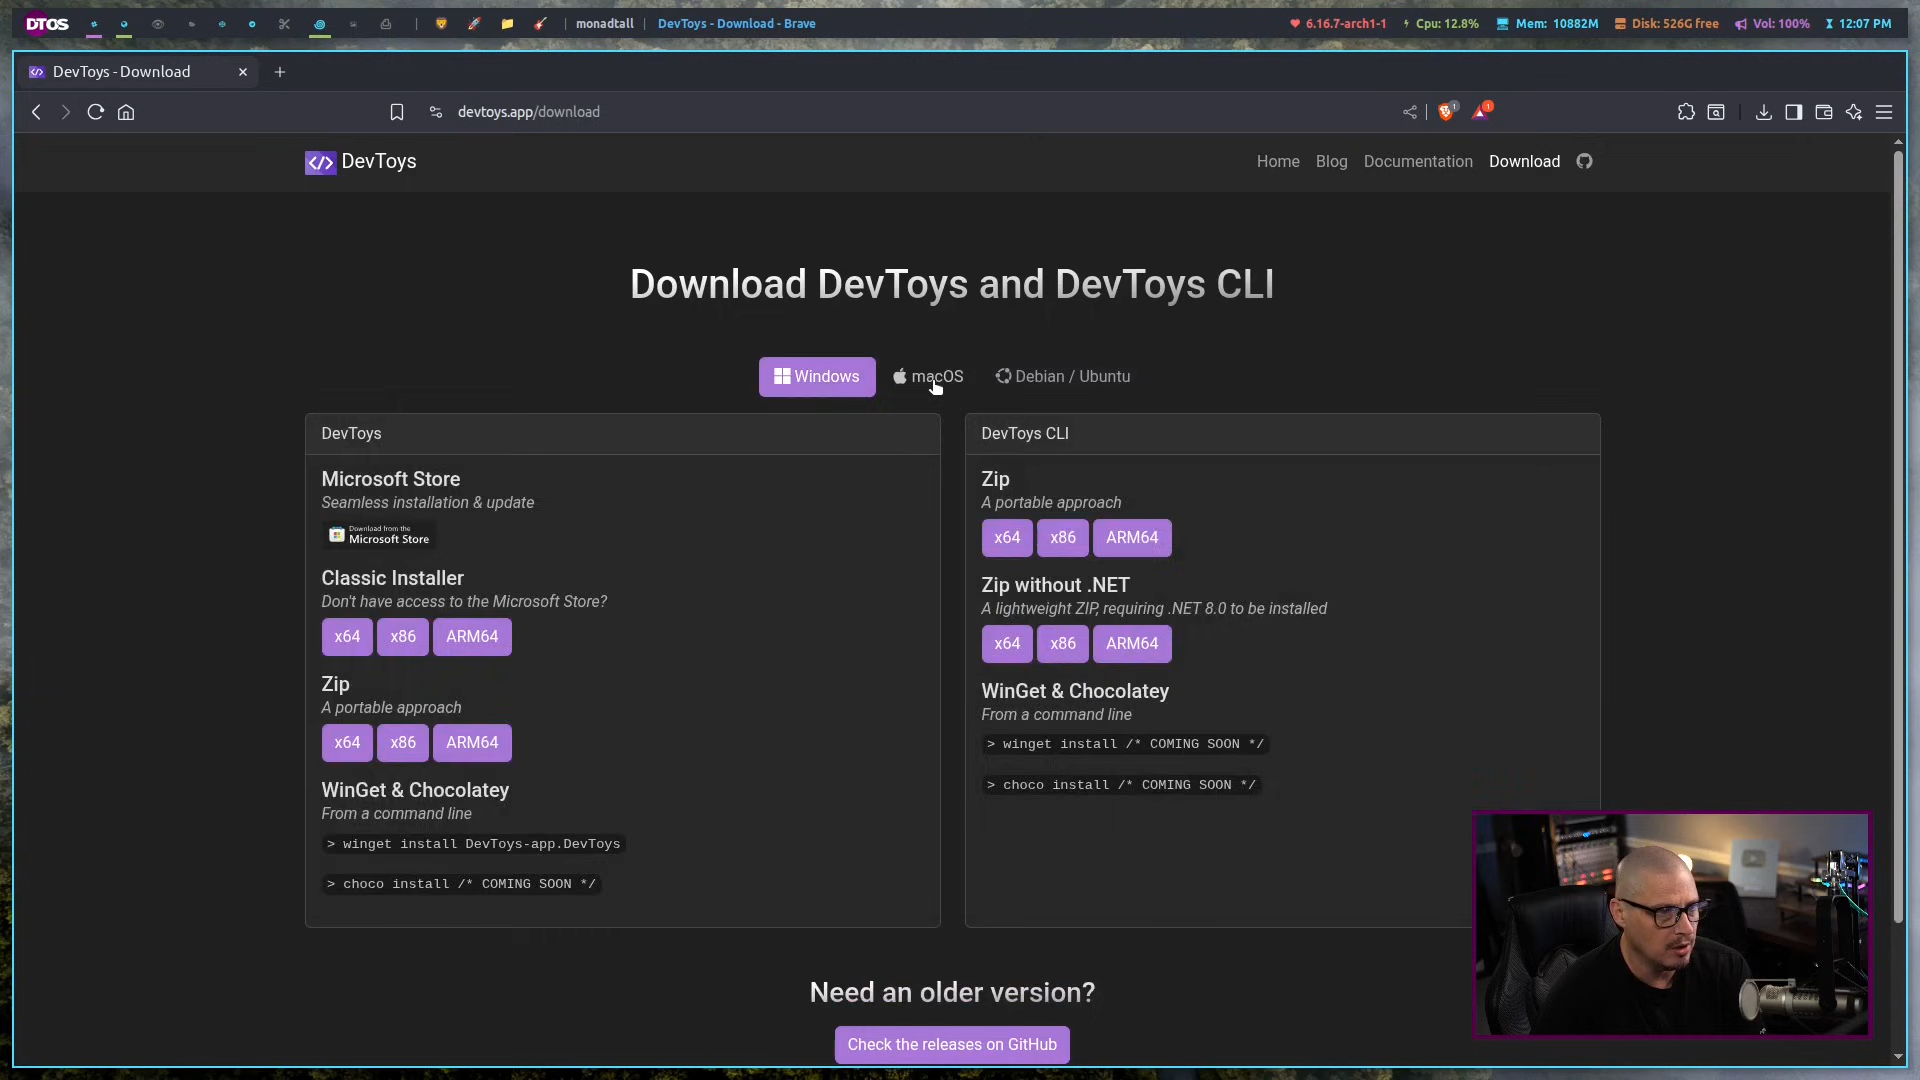 DTOS
monadtall
DevToys - Download - Brave
6.16.7-arch1-1
Cpu: 12.8%
Mem: 10882M
Disk: 526G free
Vol: 100%
12:07 PM
DevToys - Download
devtoys.app/download
1
1
DevToys
Home
Blog
Documentation
Download
Download DevToys and DevToys CLI
Windows
macOS
Debian / Ubuntu
DevToys
Microsoft Store
Seamless installation & update
Download from the
Microsoft Store
Classic Installer
Don't have access to the Microsoft Store?
x64
x86
ARM64
Zip
A portable approach
x64
x86
ARM64
WinGet & Chocolatey
From a command line
> winget install DevToys-app.DevToys
> choco install /* COMING SOON */
DevToys CLI
Zip
A portable approach
x64
x86
ARM64
Zip without .NET
A lightweight ZIP, requiring .NET 8.0 to be installed
x64
x86
ARM64
WinGet & Chocolatey
From a command line
> winget install /* COMING SOON */
> choco install /* COMING SOON */
Need an older version?
Check the releases on GitHub